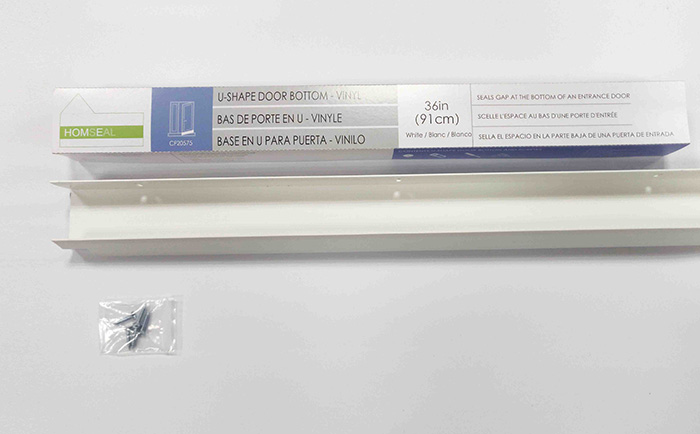 HOMSEAL
CP20575
U-SHAPE DOOR BOTTOM - VINYL
BAS DE PORTE EN U - VINYLE
BASE EN U PARA PUERTA - VINILO
36in
(91cm)
White / Blanc / Blanco
SEALS GAP AT THE BOTTOM OF AN ENTRANCE DOOR
SCELLE L'ESPACE AU BAS D'UNE PORTE D'ENTRÉE
SELLA EL ESPACIO EN LA PARTE BAJA DE UNA PUERTA DE ENTRADA